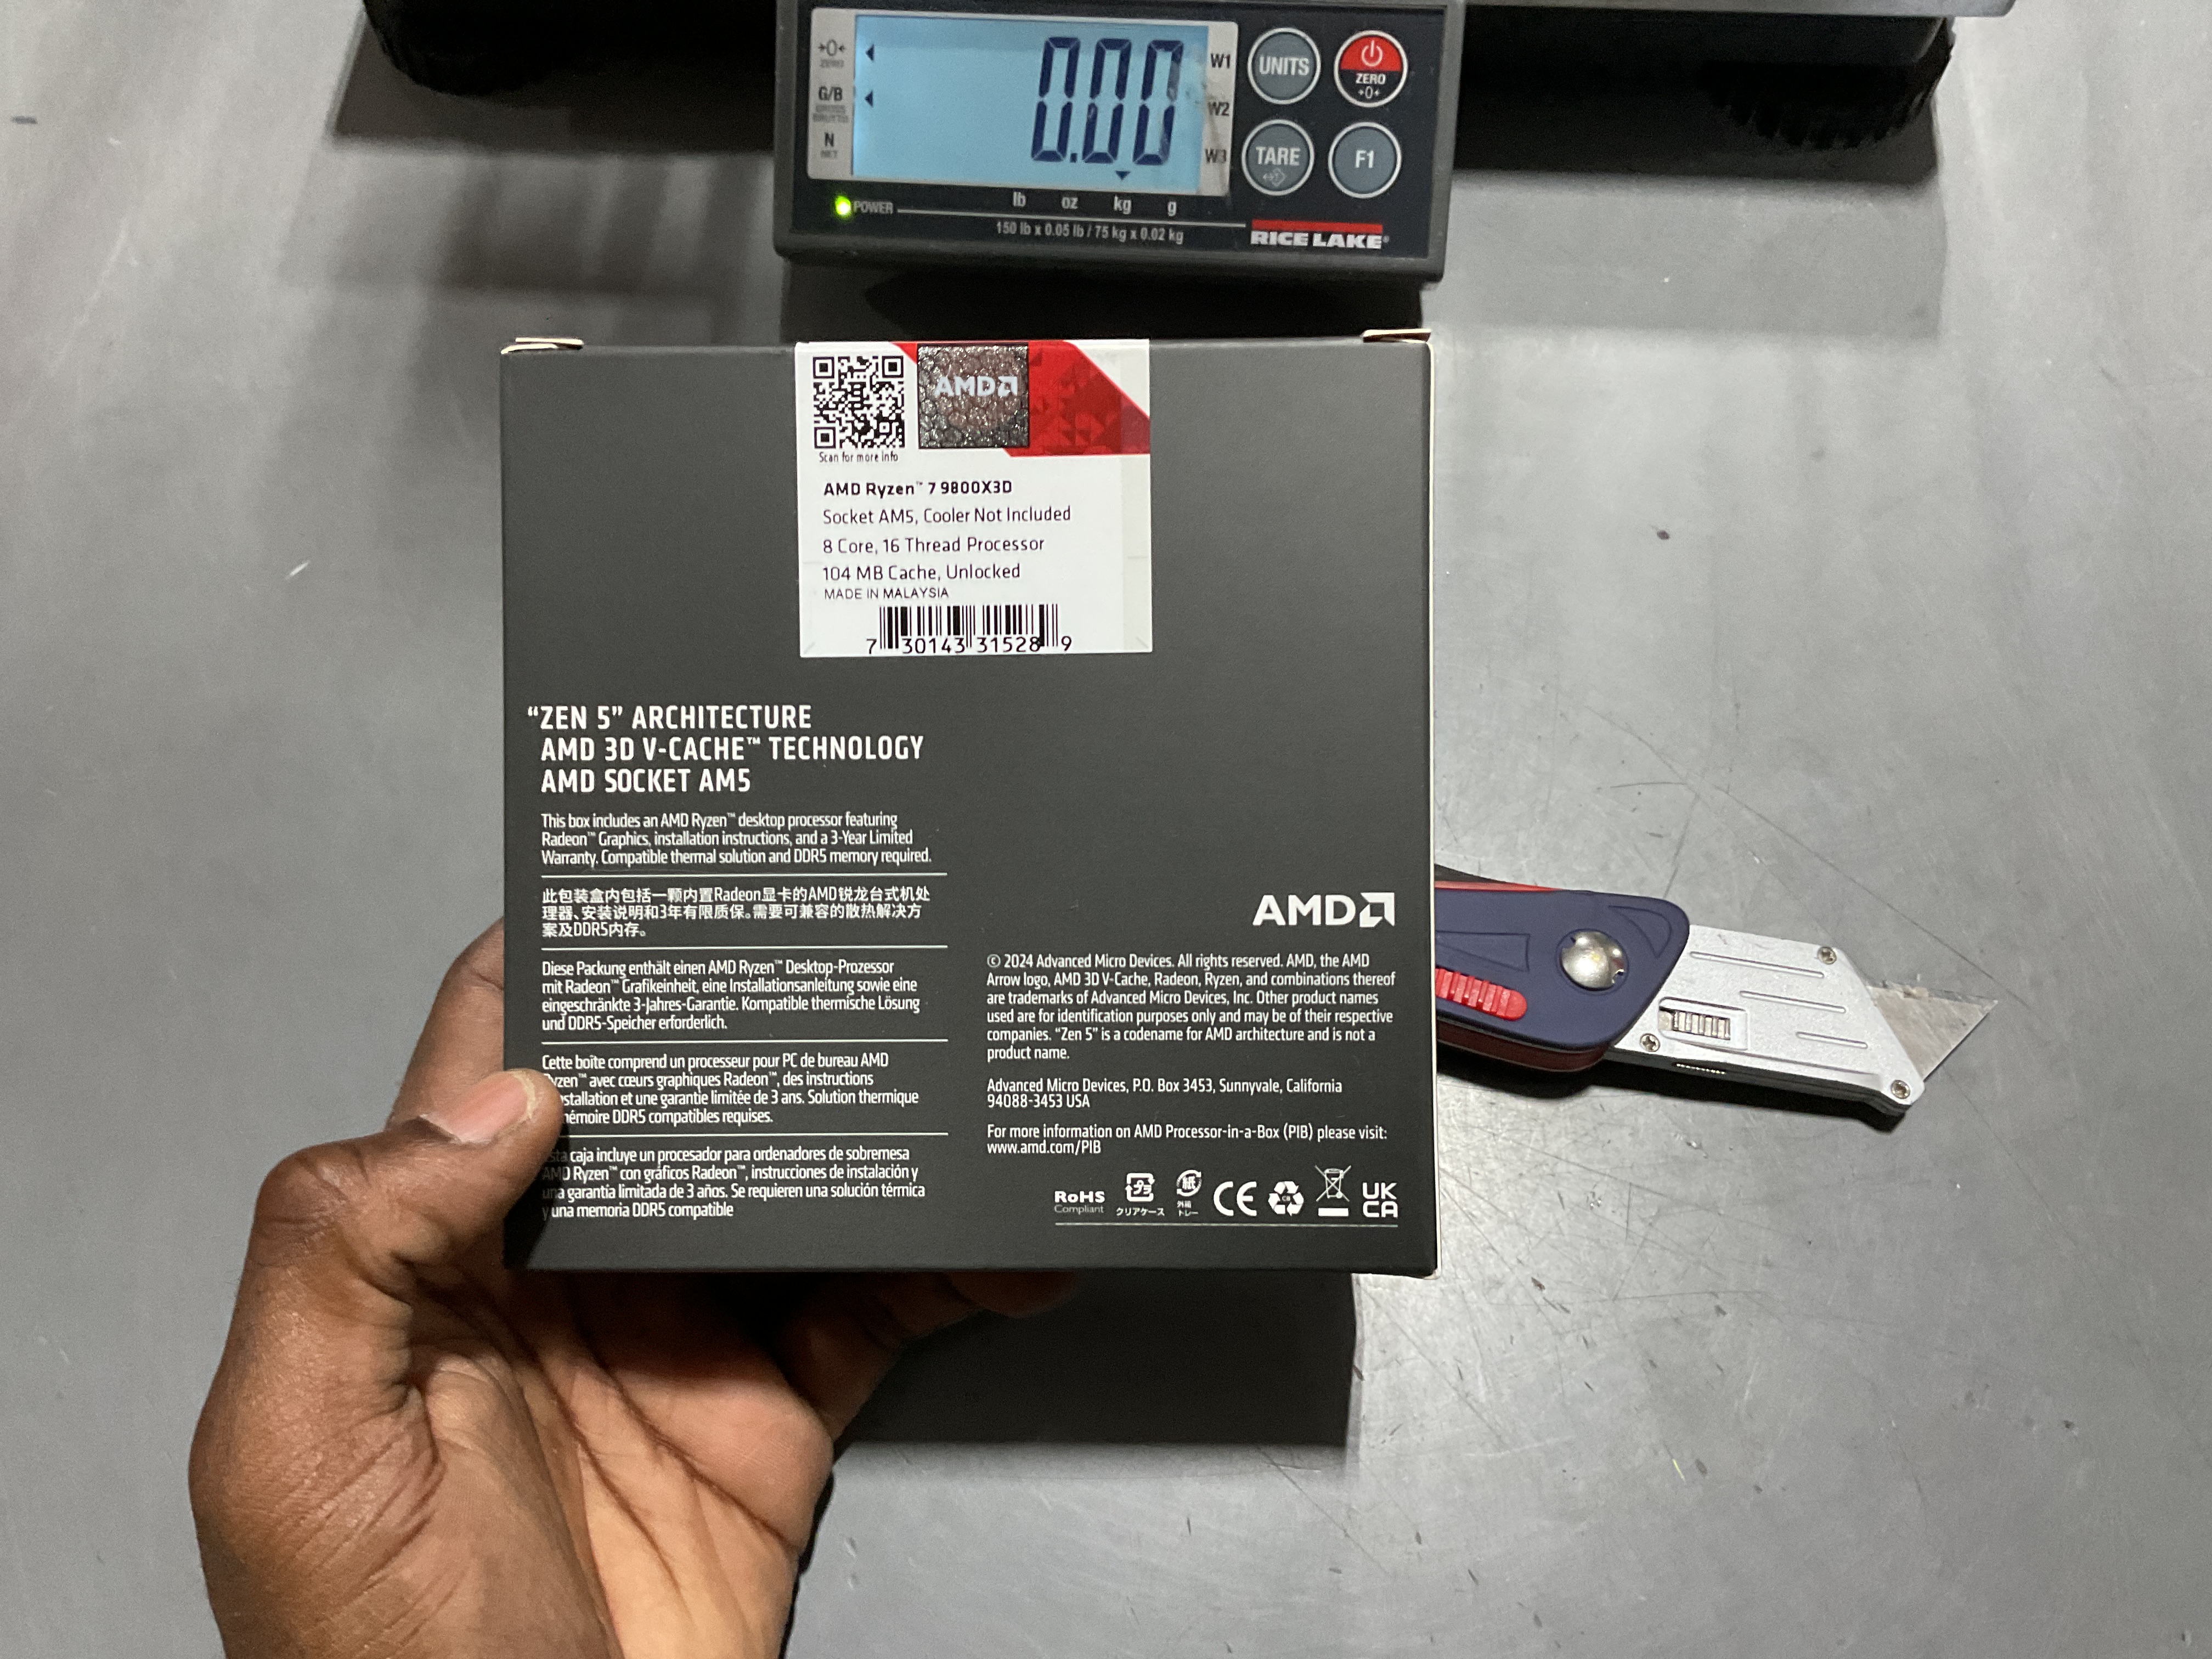 →0←
ZERO
G/B
GROSS
BRUTTO
N
NET
0.00
W1
W2
W3
UNITS
ZERO
→0←
TARE
F1
POWER
lb oz kg g
150 lb x 0.05 lb / 75 kg x 0.02 kg
RICE LAKE®
AMD
Scan for more info
AMD Ryzen™ 7 9800X3D
Socket AM5, Cooler Not Included
8 Core, 16 Thread Processor
104 MB Cache, Unlocked
MADE IN MALAYSIA
7 30143 31528 9
“ZEN 5” ARCHITECTURE
AMD 3D V-CACHE™ TECHNOLOGY
AMD SOCKET AM5
This box includes an AMD Ryzen™ desktop processor featuring
Radeon™ Graphics, installation instructions, and a 3-Year Limited
Warranty. Compatible thermal solution and DDR5 memory required.
此包装盒内包括一颗内置Radeon显卡的AMD锐龙台式机处
理器、安装说明和3年有限质保。需要可兼容的散热解决方
案及DDR5内存。
Diese Packung enthält einen AMD Ryzen™ Desktop-Prozessor
mit Radeon™ Grafikeinheit, eine Installationsanleitung sowie eine
eingeschränkte 3-Jahres-Garantie. Kompatible thermische Lösung
und DDR5-Speicher erforderlich.
Cette boîte comprend un processeur pour PC de bureau AMD
yzen™ avec cœurs graphiques Radeon™, des instructions
stallation et une garantie limitée de 3 ans. Solution thermique
émoire DDR5 compatibles requises.
sta caja incluye un procesador para ordenadores de sobremesa
AMD Ryzen™ con gráficos Radeon™, instrucciones de instalación y
una garantía limitada de 3 años. Se requieren una solución térmica
y una memoria DDR5 compatible
AMD
© 2024 Advanced Micro Devices. All rights reserved. AMD, the AMD
Arrow logo, AMD 3D V-Cache, Radeon, Ryzen, and combinations thereof
are trademarks of Advanced Micro Devices, Inc. Other product names
used are for identification purposes only and may be of their respective
companies. “Zen 5” is a codename for AMD architecture and is not a
product name.
Advanced Micro Devices, P.O. Box 3453, Sunnyvale, California
94088-3453 USA
For more information on AMD Processor-in-a-Box (PIB) please visit:
www.amd.com/PIB
RoHS
Compliant
プラ
クリアケース
紙
外箱
トレー
CE
UK
CA